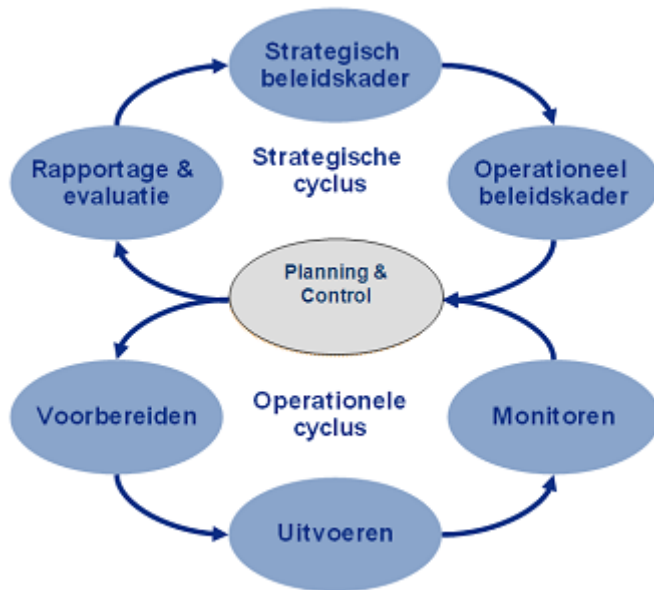 Strategisch
beleidskader
Rapportage &
evaluatie
Strategische
cyclus
Operationeel
beleidskader
Planning &
Control
Voorbereiden
Operationele
cyclus
Monitoren
Uitvoeren